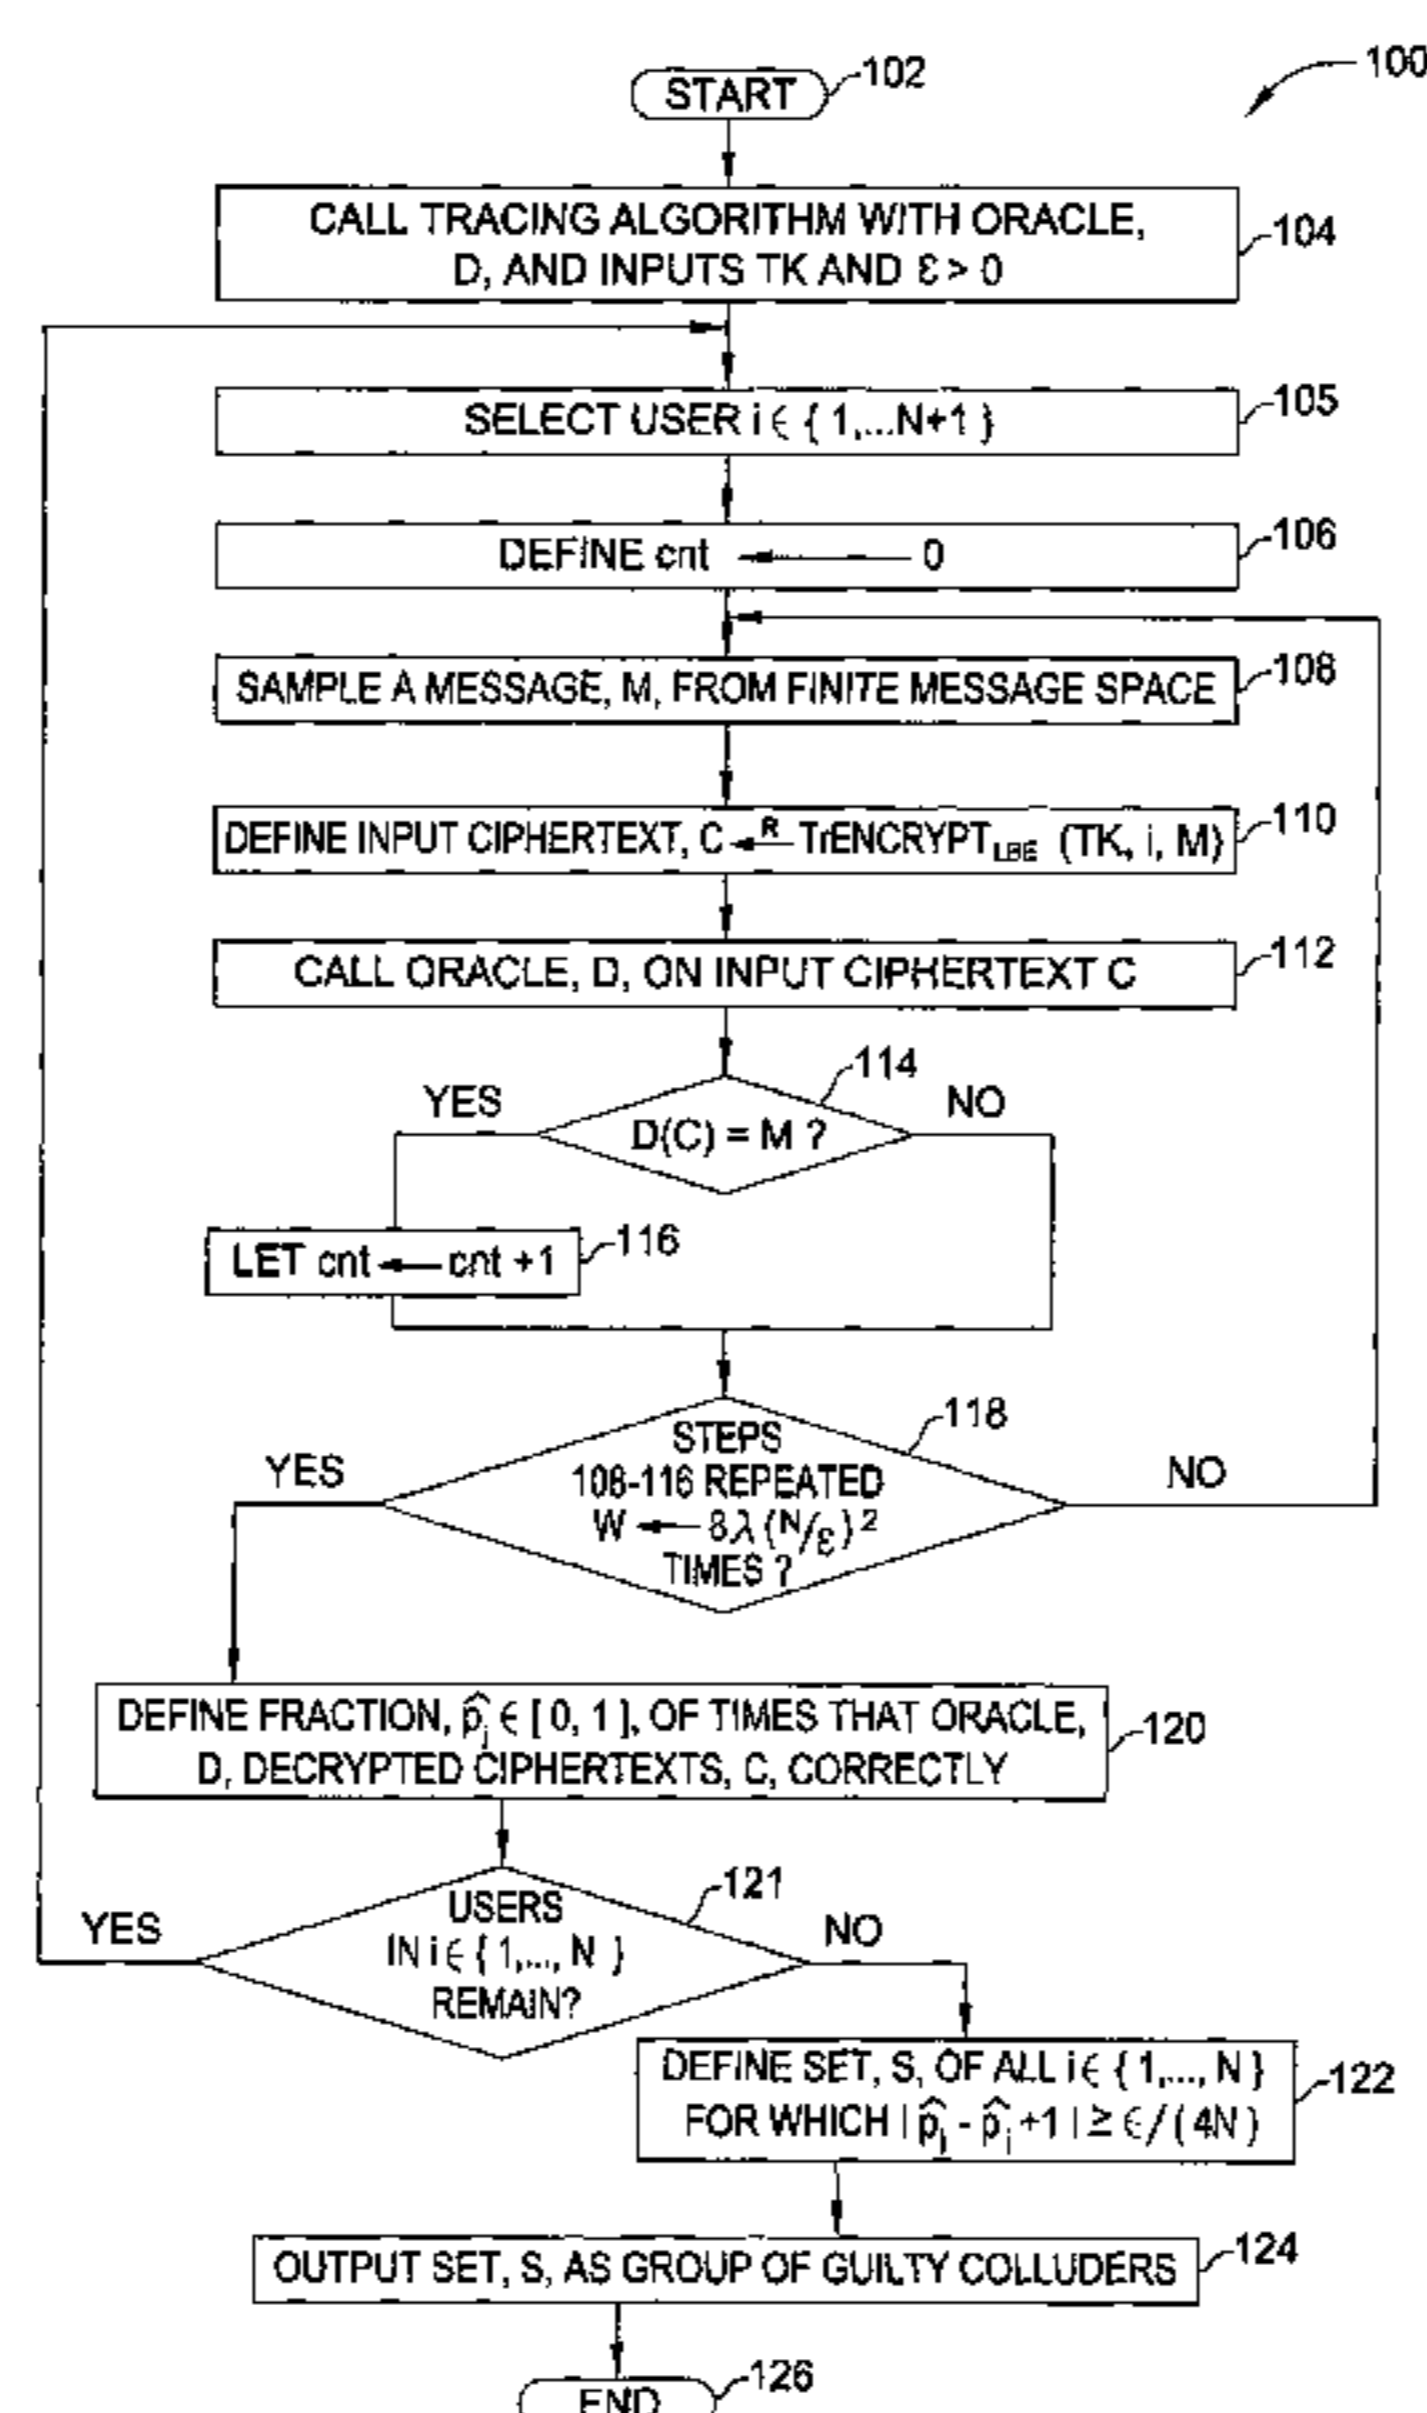 100
START
102
CALL TRACING ALGORITHM WITH ORACLE,
D, AND INPUTS TK AND ε > 0
104
SELECT USER i ∈ { 1,...N+1 }
105
DEFINE cnt ← 0
106
SAMPLE A MESSAGE, M, FROM FINITE MESSAGE SPACE
108
DEFINE INPUT CIPHERTEXT, C ←R TrENCRYPT_LBE (TK, i, M)
110
CALL ORACLE, D, ON INPUT CIPHERTEXT C
112
114
YES
NO
D(C) = M ?
LET cnt ← cnt +1
116
118
STEPS
YES
108-116 REPEATED
NO
W ← 8λ(N/ε)²
TIMES ?
DEFINE FRACTION, p̂i ∈ [ 0, 1 ], OF TIMES THAT ORACLE,
D, DECRYPTED CIPHERTEXTS, C, CORRECTLY
120
121
USERS
YES
IN i ∈ { 1,..., N }
NO
REMAIN?
DEFINE SET, S, OF ALL i ∈ { 1,..., N }
FOR WHICH | p̂i - p̂i +1 | ≥ ϵ/(4N)
122
OUTPUT SET, S, AS GROUP OF GUILTY COLLUDERS
124
END
126